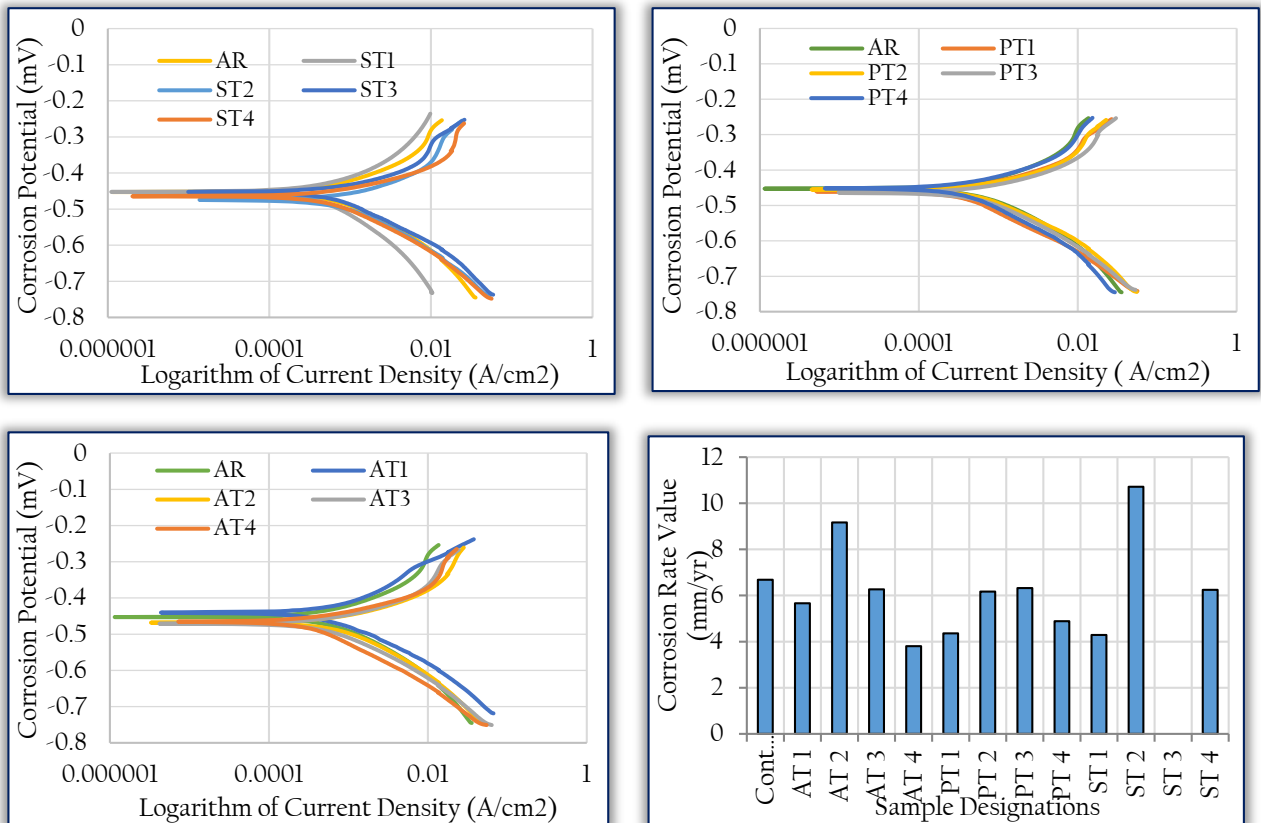 0
-0.1
-0.2
-0.3
-0.4
-0.5
-0.6
-0.7
-0.8
Corrosion Potential (mV)
AR
ST1
ST2
ST3
ST4
0.000001
0.0001
0.01
1
Logarithm of Current Density (A/cm2)
0
-0.1
-0.2
-0.3
-0.4
-0.5
-0.6
-0.7
-0.8
Corrosion Potential (mV)
AR
PT1
PT2
PT3
PT4
0.000001
0.0001
0.01
1
Logarithm of Current Density ( A/cm2)
0
-0.1
-0.2
-0.3
-0.4
-0.5
-0.6
-0.7
-0.8
Corrosion Potential (mV)
AR
AT1
AT2
AT3
AT4
0.000001
0.0001
0.01
1
Logarithm of Current Density (A/cm2)
12
10
8
6
4
2
0
Corrosion Rate Value
(mm/yr)
Cont...
AT 1
AT 2
AT 3
AT 4
PT 1
PT 2
PT 3
PT 4
ST 1
ST 2
ST 3
ST 4
Sample Designations